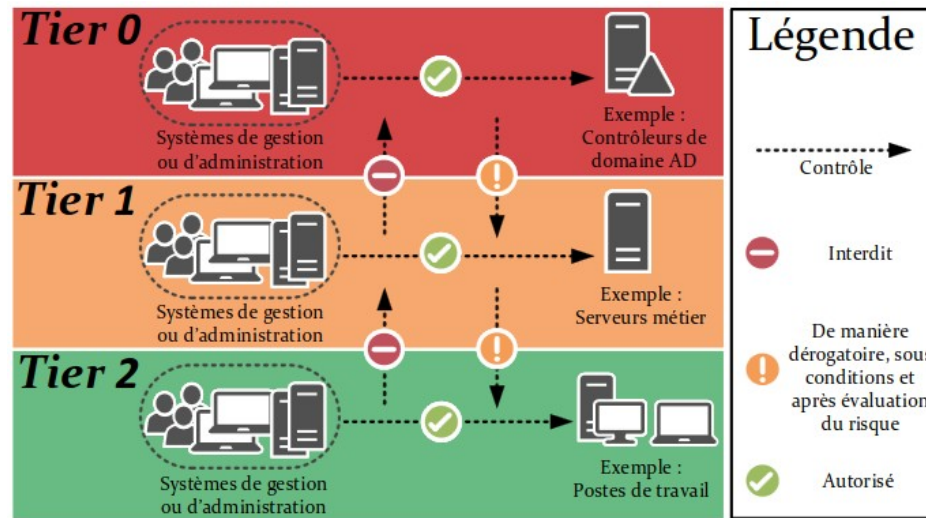 Tier 0
Systèmes de gestion
ou d'administration
Exemple :
Contrôleurs de
domaine AD
Tier 1
Systèmes de gestion
ou d'administration
Exemple :
Serveurs métier
Tier 2
Systèmes de gestion
ou d'administration
Exemple :
Postes de travail
Légende
Contrôle
Interdit
De manière
dérogatoire, sous
conditions et
après évaluation
du risque
Autorisé